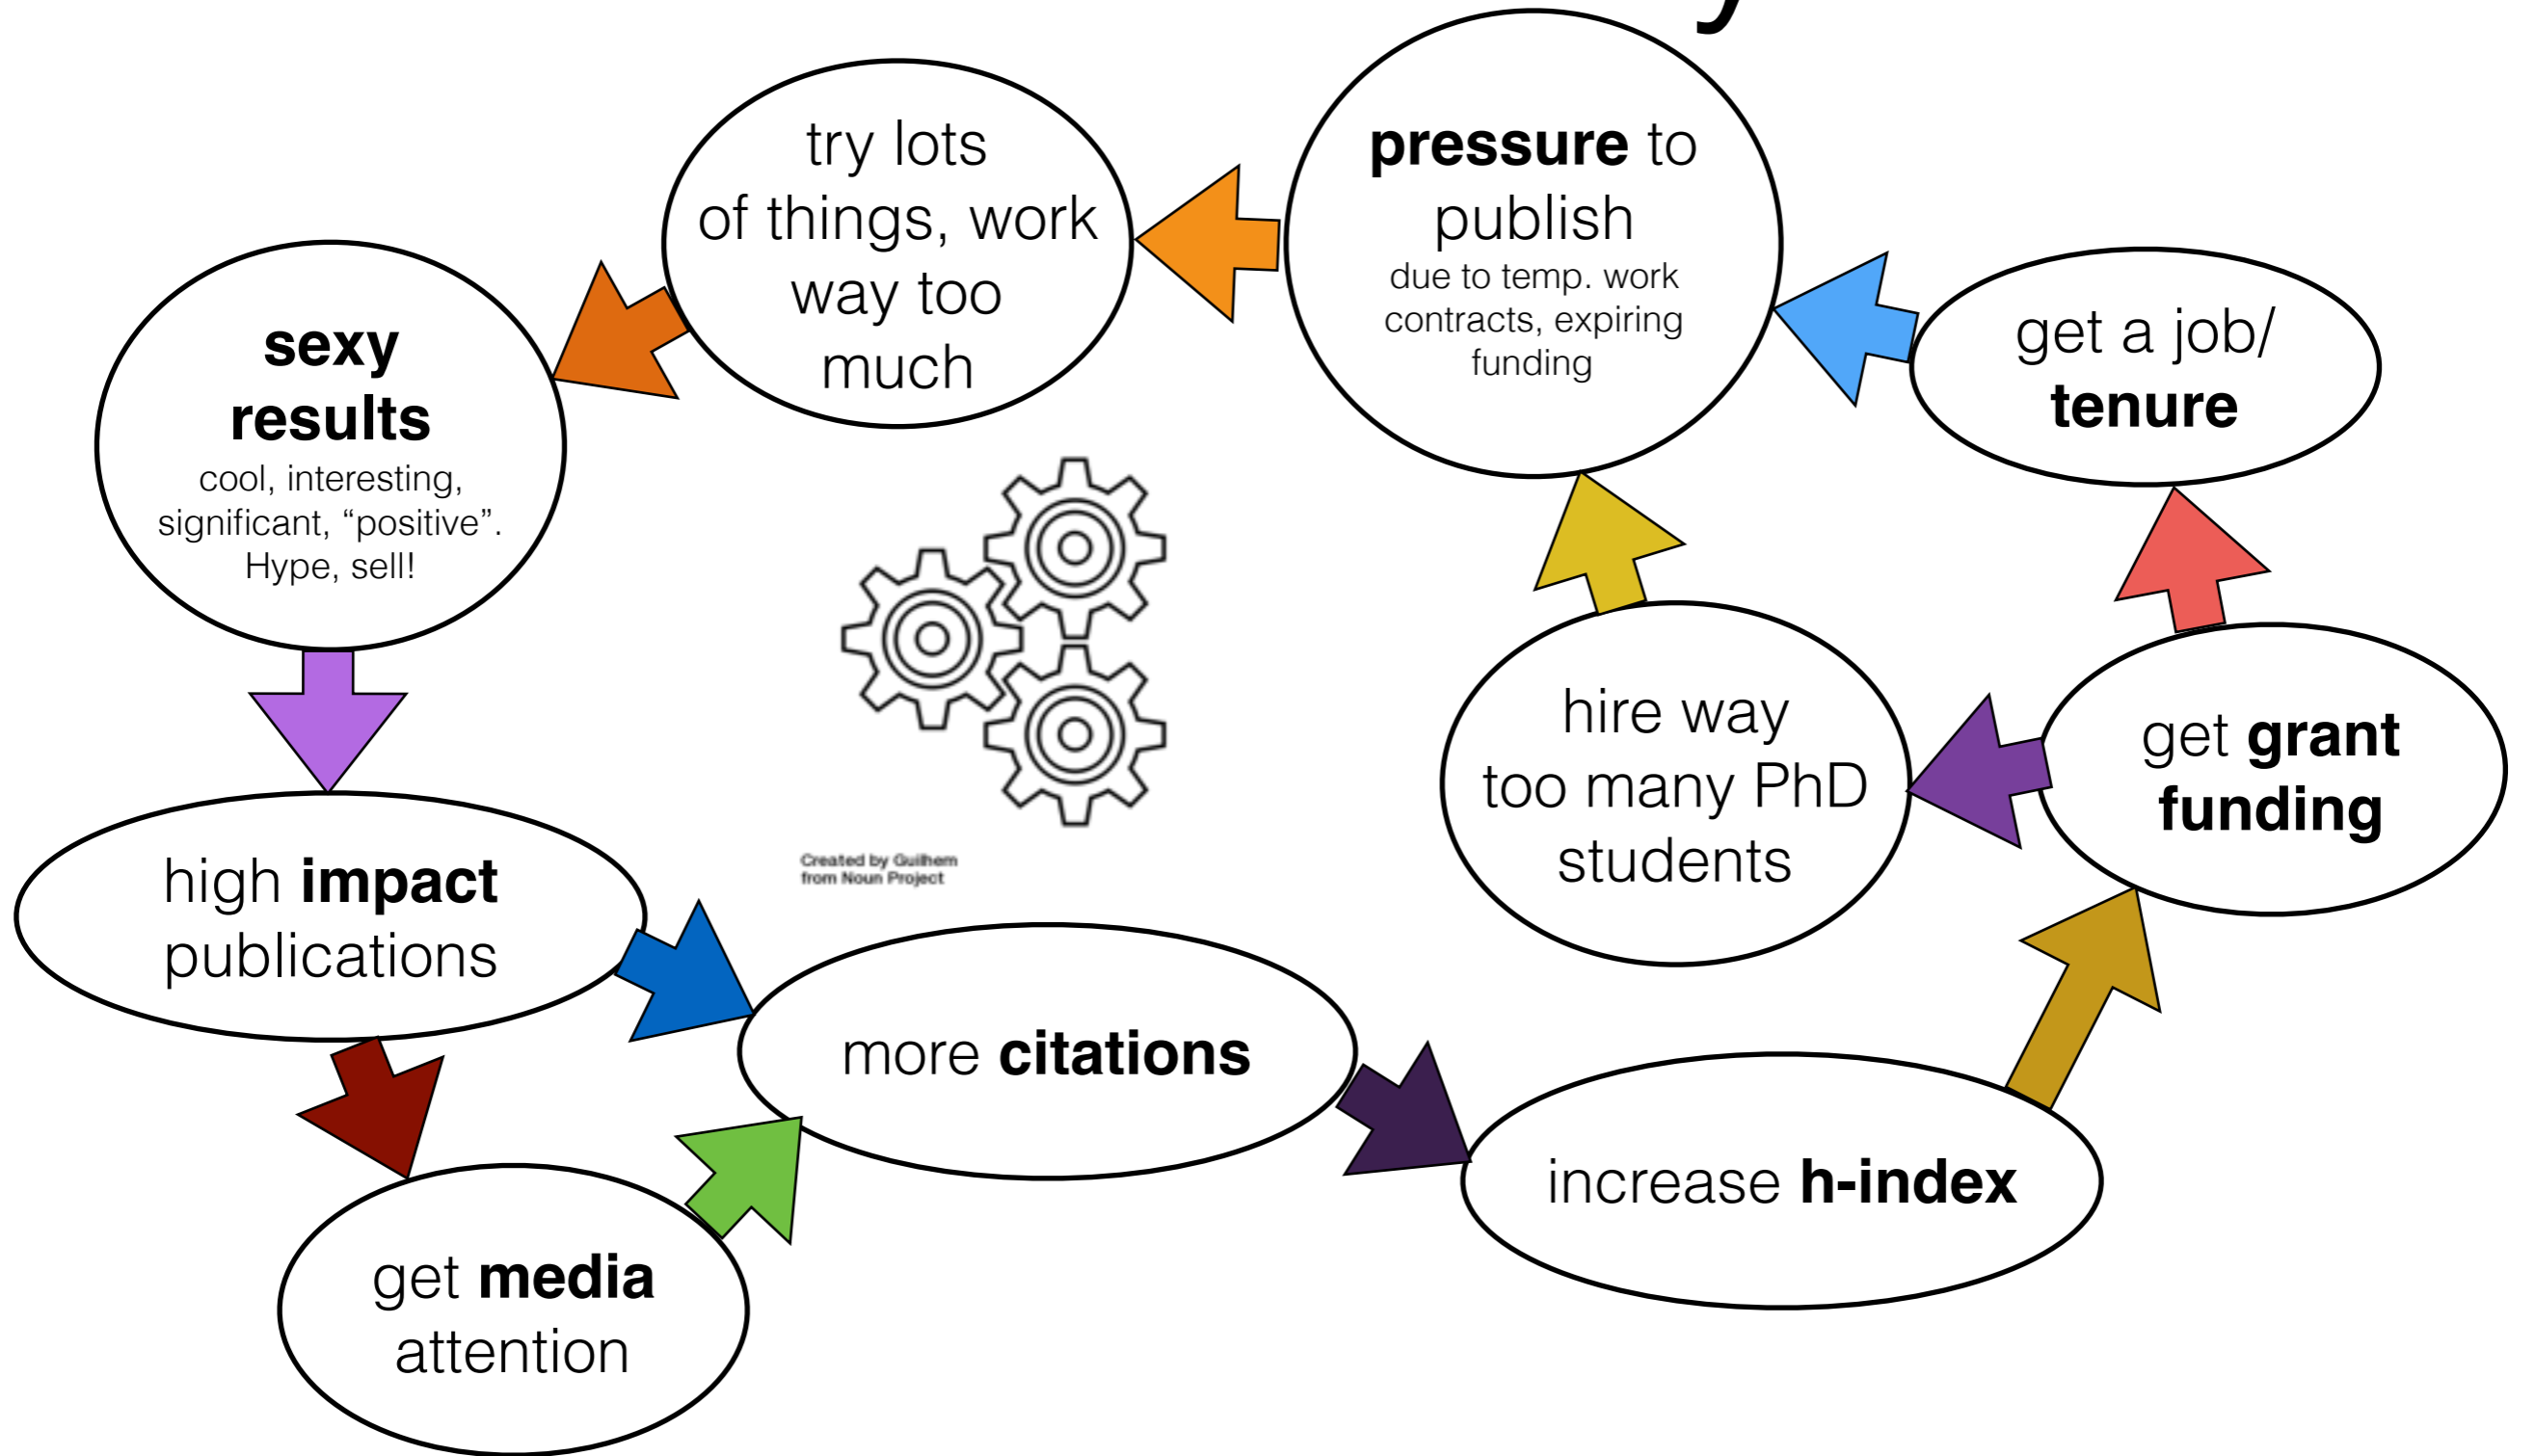 try lots
of things, work
way too
much
pressure to
publish
due to temp. work
contracts, expiring
funding
get a job/
tenure
sexy
results
cool, interesting,
significant, “positive”.
Hype, sell!
hire way
too many PhD
students
get grant
funding
Created by Guilhem
from Noun Project
high impact
publications
more citations
increase h-index
get media
attention